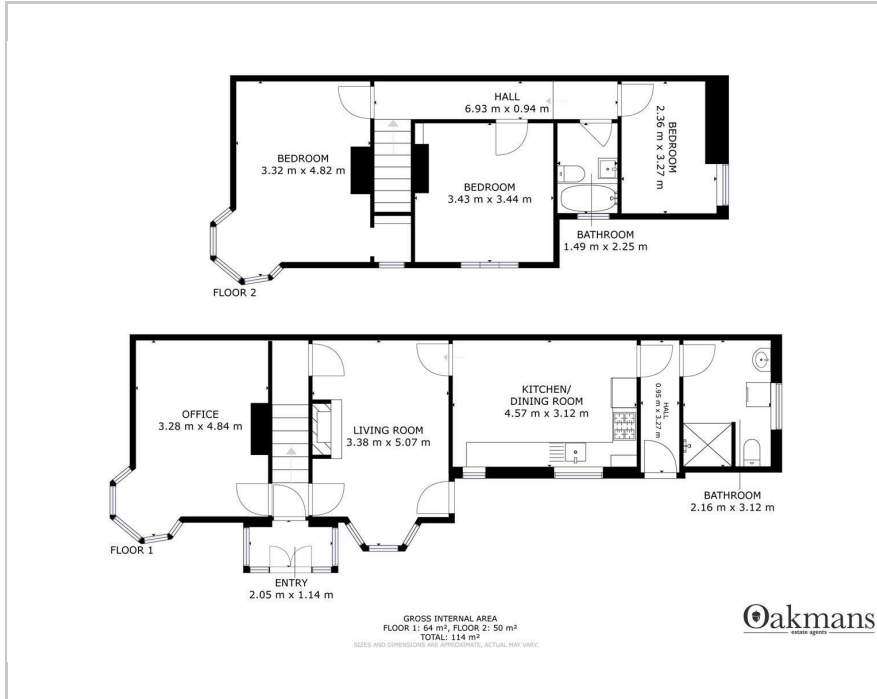 HALL
6.93 m x 0.94 m
BEDROOM
3.32 m x 4.82 m
BEDROOM
3.43 m x 3.44 m
BEDROOM
2.36 m x 3.27 m
BATHROOM
1.49 m x 2.25 m
FLOOR 2
OFFICE
3.28 m x 4.84 m
LIVING ROOM
3.38 m x 5.07 m
KITCHEN/
DINING ROOM
4.57 m x 3.12 m
HALL
0.95 m x 3.27 m
BATHROOM
2.16 m x 3.12 m
FLOOR 1
ENTRY
2.05 m x 1.14 m
GROSS INTERNAL AREA
FLOOR 1: 64 m², FLOOR 2: 50 m²
TOTAL: 114 m²
SIZES AND DIMENSIONS ARE APPROXIMATE, ACTUAL MAY VARY.
Oakmans
estate agents